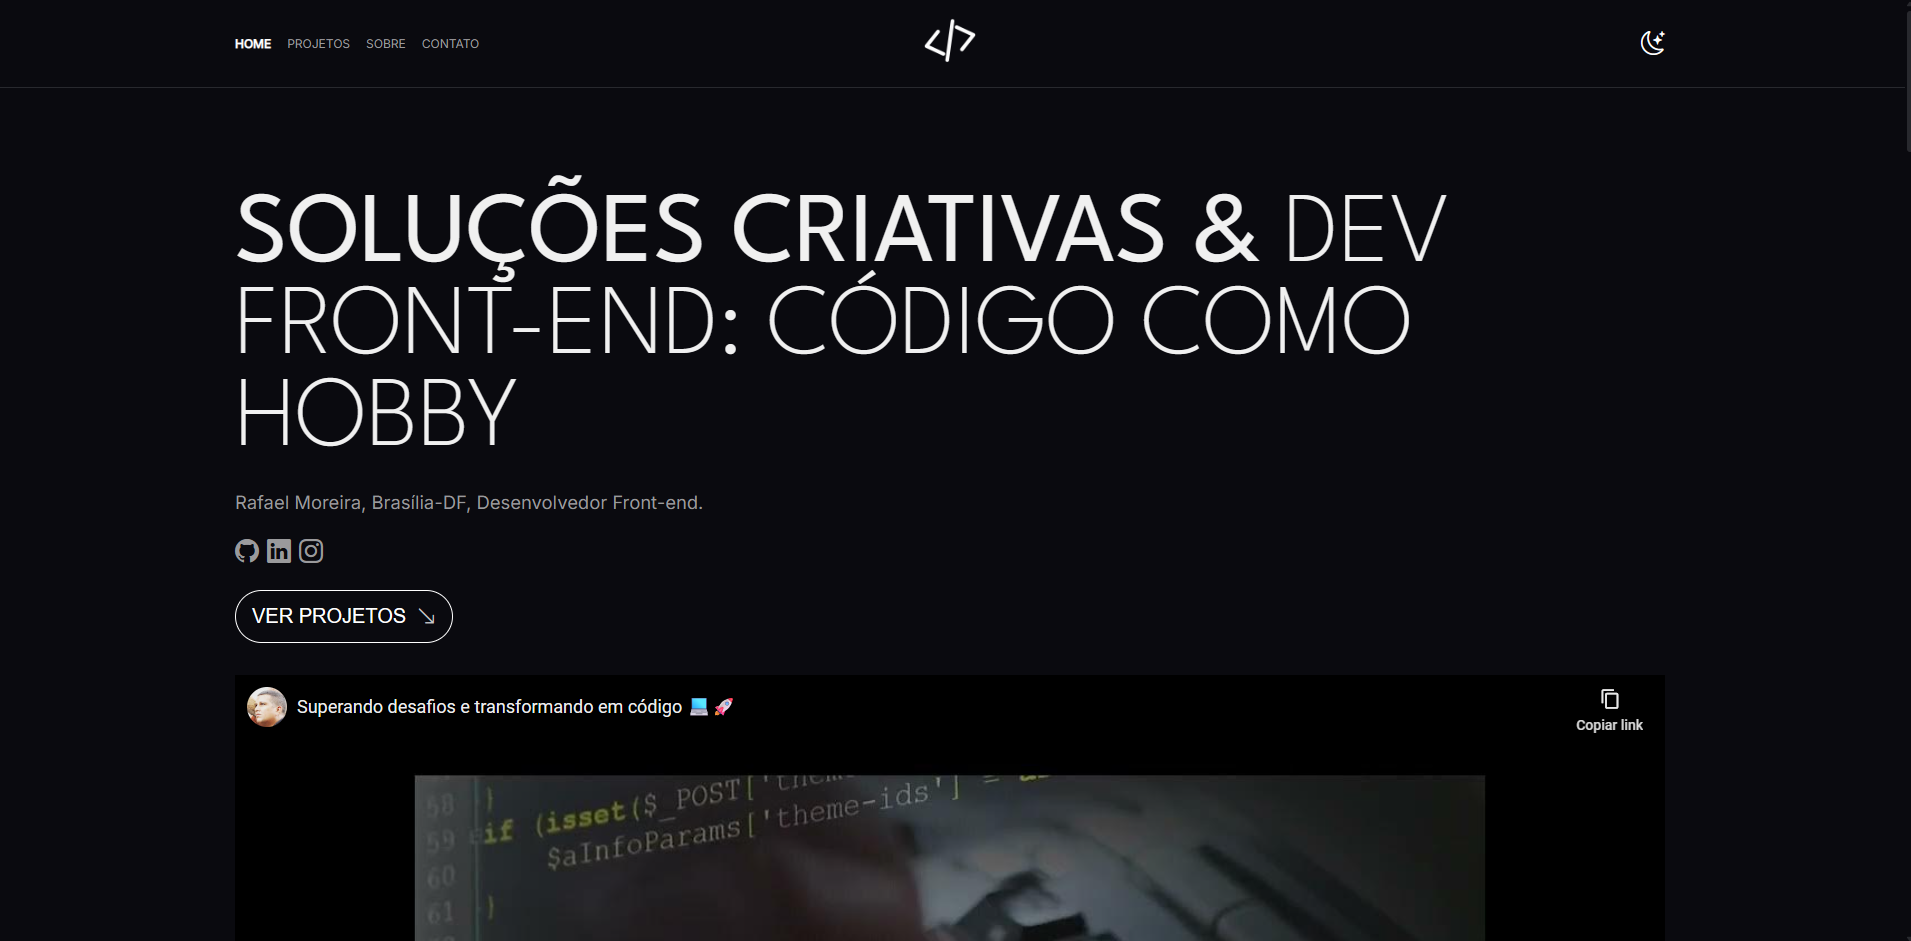 HOME PROJETOS SOBRE CONTATO
</>
SOLUÇÕES CRIATIVAS & DEV
FRONT-END: CÓDIGO COMO
HOBBY
Rafael Moreira, Brasília-DF, Desenvolvedor Front-end.
in
VER PROJETOS ↘
Superando desafios e transformando em código 💻 🚀
Copiar link
58 }
59 if (isset($_POST['theme-ids'] =
$aInfoParams['theme-ids']
60
61 }